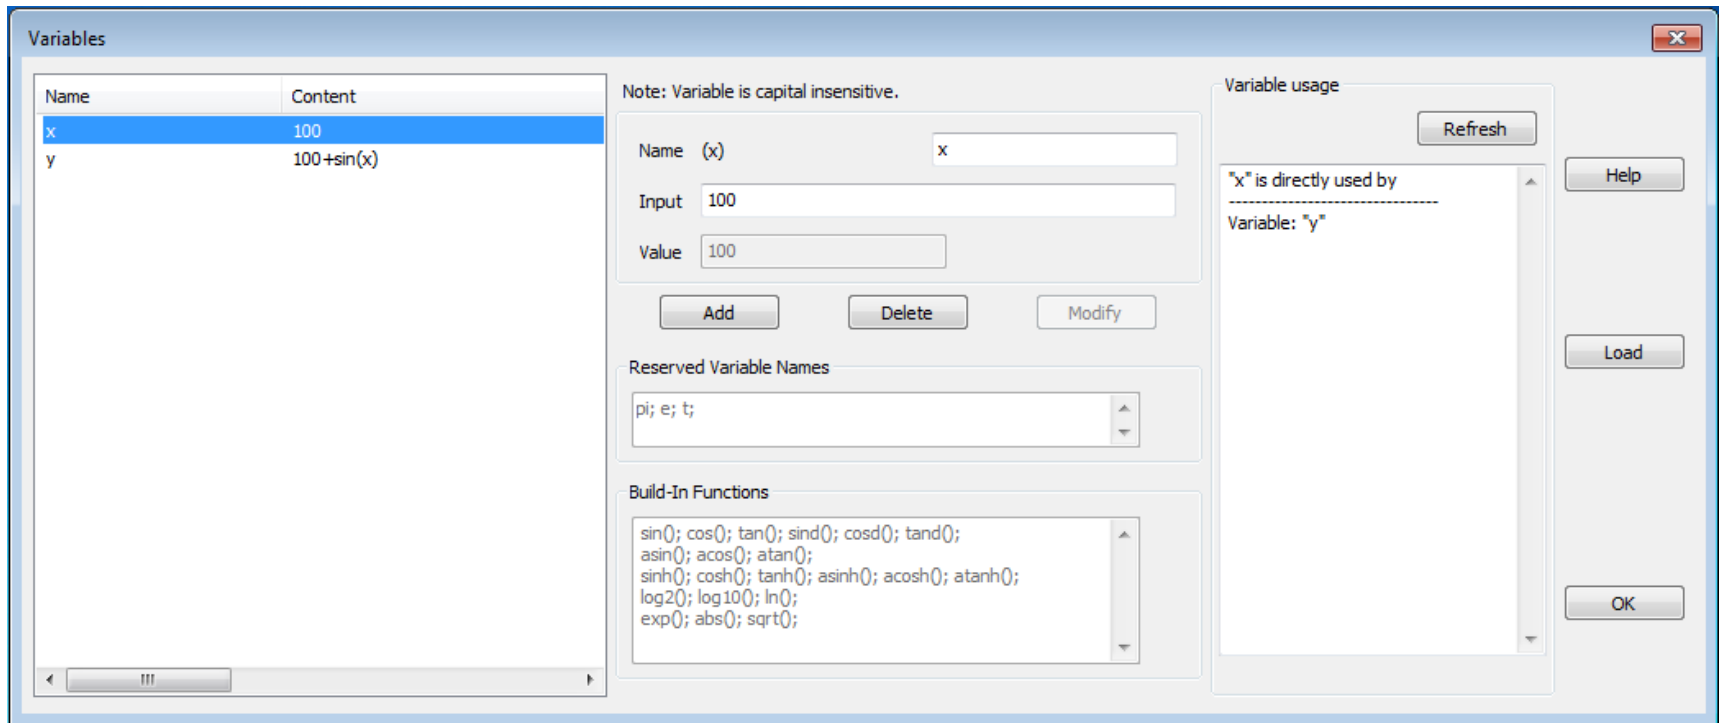 Variables
Name Content
x 100
y 100+sin(x)
Note: Variable is capital insensitive.
Name (x) x
Input 100
Value 100
Add Delete Modify
Reserved Variable Names
pi; e; t;
Build-In Functions
sin(); cos(); tan(); sind(); cosd(); tand();
asin(); acos(); atan();
sinh(); cosh(); tanh(); asinh(); acosh(); atanh();
log2(); log10(); ln();
exp(); abs(); sqrt();
Variable usage
Refresh
"x" is directly used by
--------------------------------
Variable: "y"
Help
Load
OK